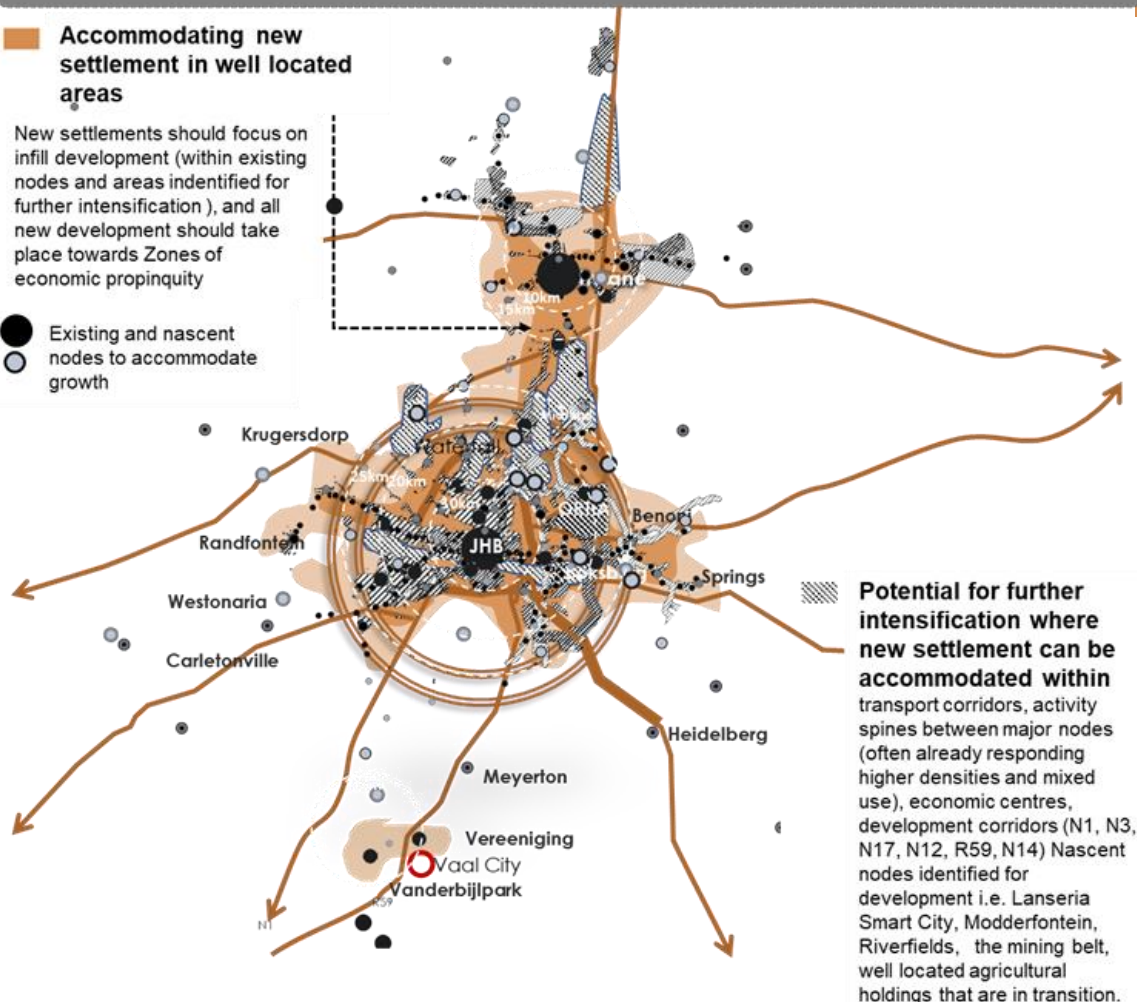 Accommodating new
settlement in well located
areas
New settlements should focus on
infill development (within existing
nodes and areas indentified for
further intensification ), and all
new development should take
place towards Zones of
economic propinquity
Existing and nascent
nodes to accommodate
growth
10km
15km
Krugersdorp
25km
20km
10km
Randfontein
JHB
Benoni
Springs
Westonaria
Carletonville
Heidelberg
Meyerton
Vereeniging
Vaal City
Vanderbijlpark
R59
N1
Potential for further
intensification where
new settlement can be
accommodated within
transport corridors, activity
spines between major nodes
(often already responding
higher densities and mixed
use), economic centres,
development corridors (N1, N3,
N17, N12, R59, N14) Nascent
nodes identified for
development i.e. Lanseria
Smart City, Modderfontein,
Riverfields, the mining belt,
well located agricultural
holdings that are in transition.